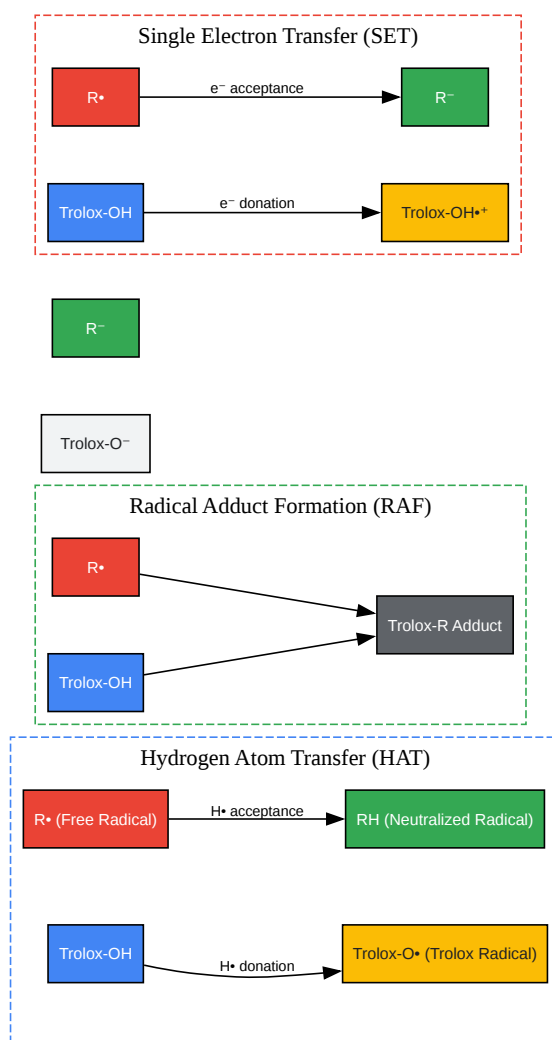 Single Electron Transfer (SET)
R•
e⁻ acceptance
R⁻
Trolox-OH
e⁻ donation
Trolox-OH•⁺
R⁻
Trolox-O⁻
Radical Adduct Formation (RAF)
R•
Trolox-R Adduct
Trolox-OH
Hydrogen Atom Transfer (HAT)
R• (Free Radical)
H• acceptance
RH (Neutralized Radical)
Trolox-OH
H• donation
Trolox-O• (Trolox Radical)